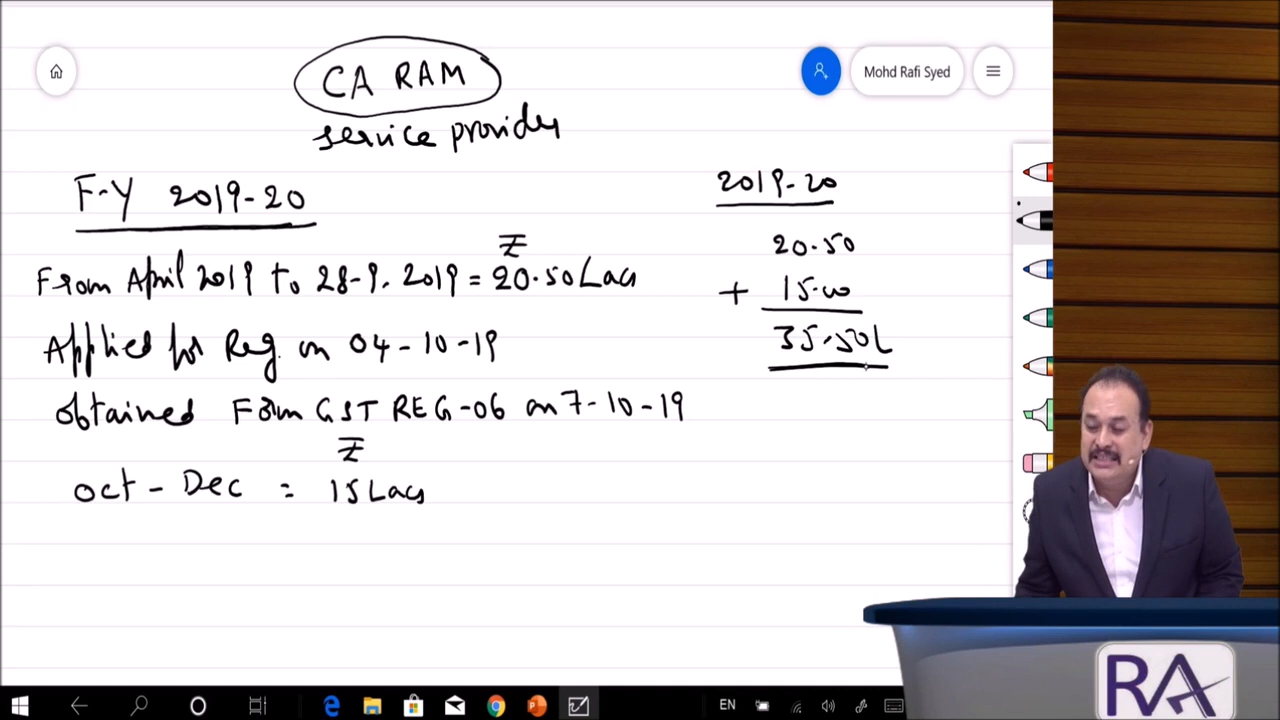 CA RAM
service provider
F-Y 2019-20
From April 2019 to 28-9. 2019 = 20.50 Lacs
₹
Applied for Reg. on 04-10-19
obtained Form GST REG-06 on 7-10-19
₹
Oct - Dec = 15 Lacs
2019-20
20.50
+ 15.00
35.50L
Mohd Rafi Syed
RA
EN